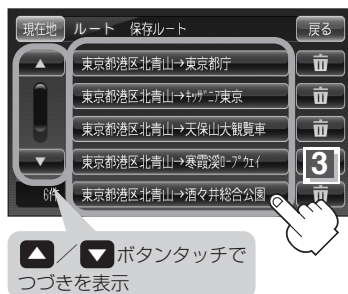 現在地 ルート 保存ルート 戻る
▲ 東京都港区北青山→東京都庁
東京都港区北青山→ｷｯｻﾞﾆｱ東京
東京都港区北青山→天保山大観覧車
▼ 東京都港区北青山→寒霞渓ﾛｰﾌﾟｳｪｲ
3
6件 東京都港区北青山→酒々井総合公園
▲／▼ボタンタッチで
つづきを表示